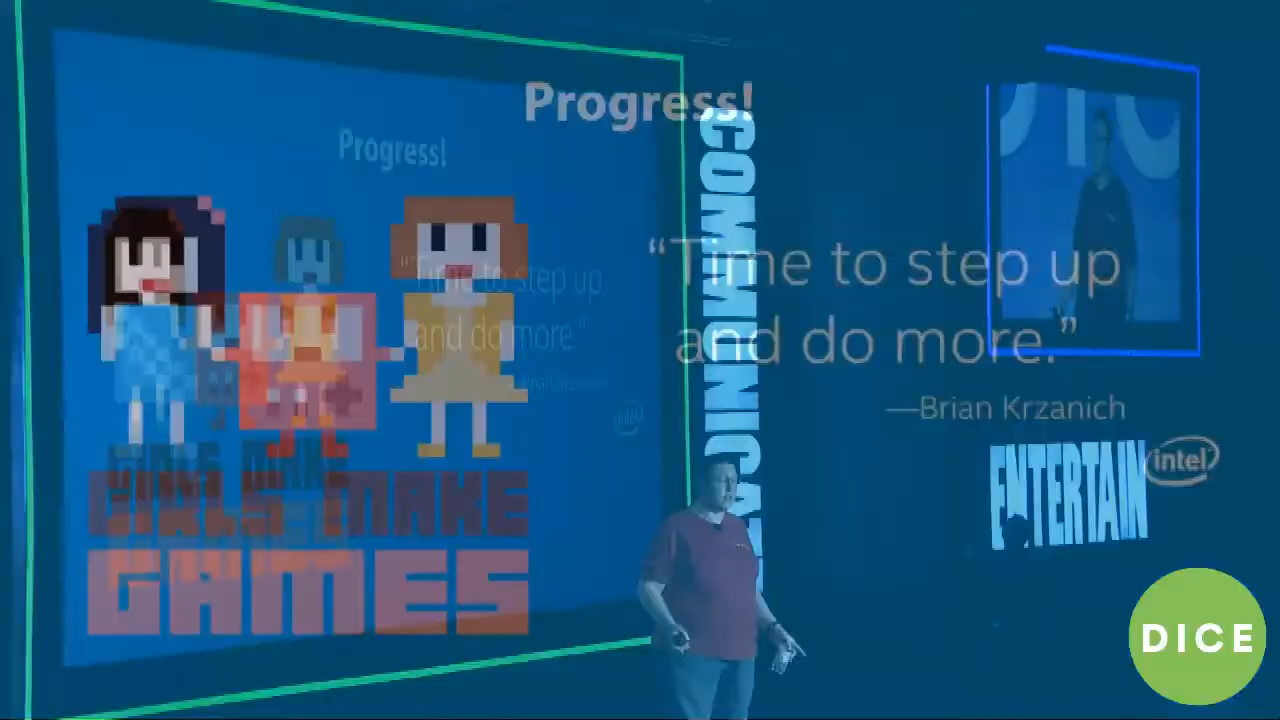 Progress!
Progress!
COMMUNICAT
"Time to step up
and do more."
"Time to step up
and do more."
—Brian Krzanich
intel
intel
ENTERTAIN
GIRLS MAKE
GAMES
DICE